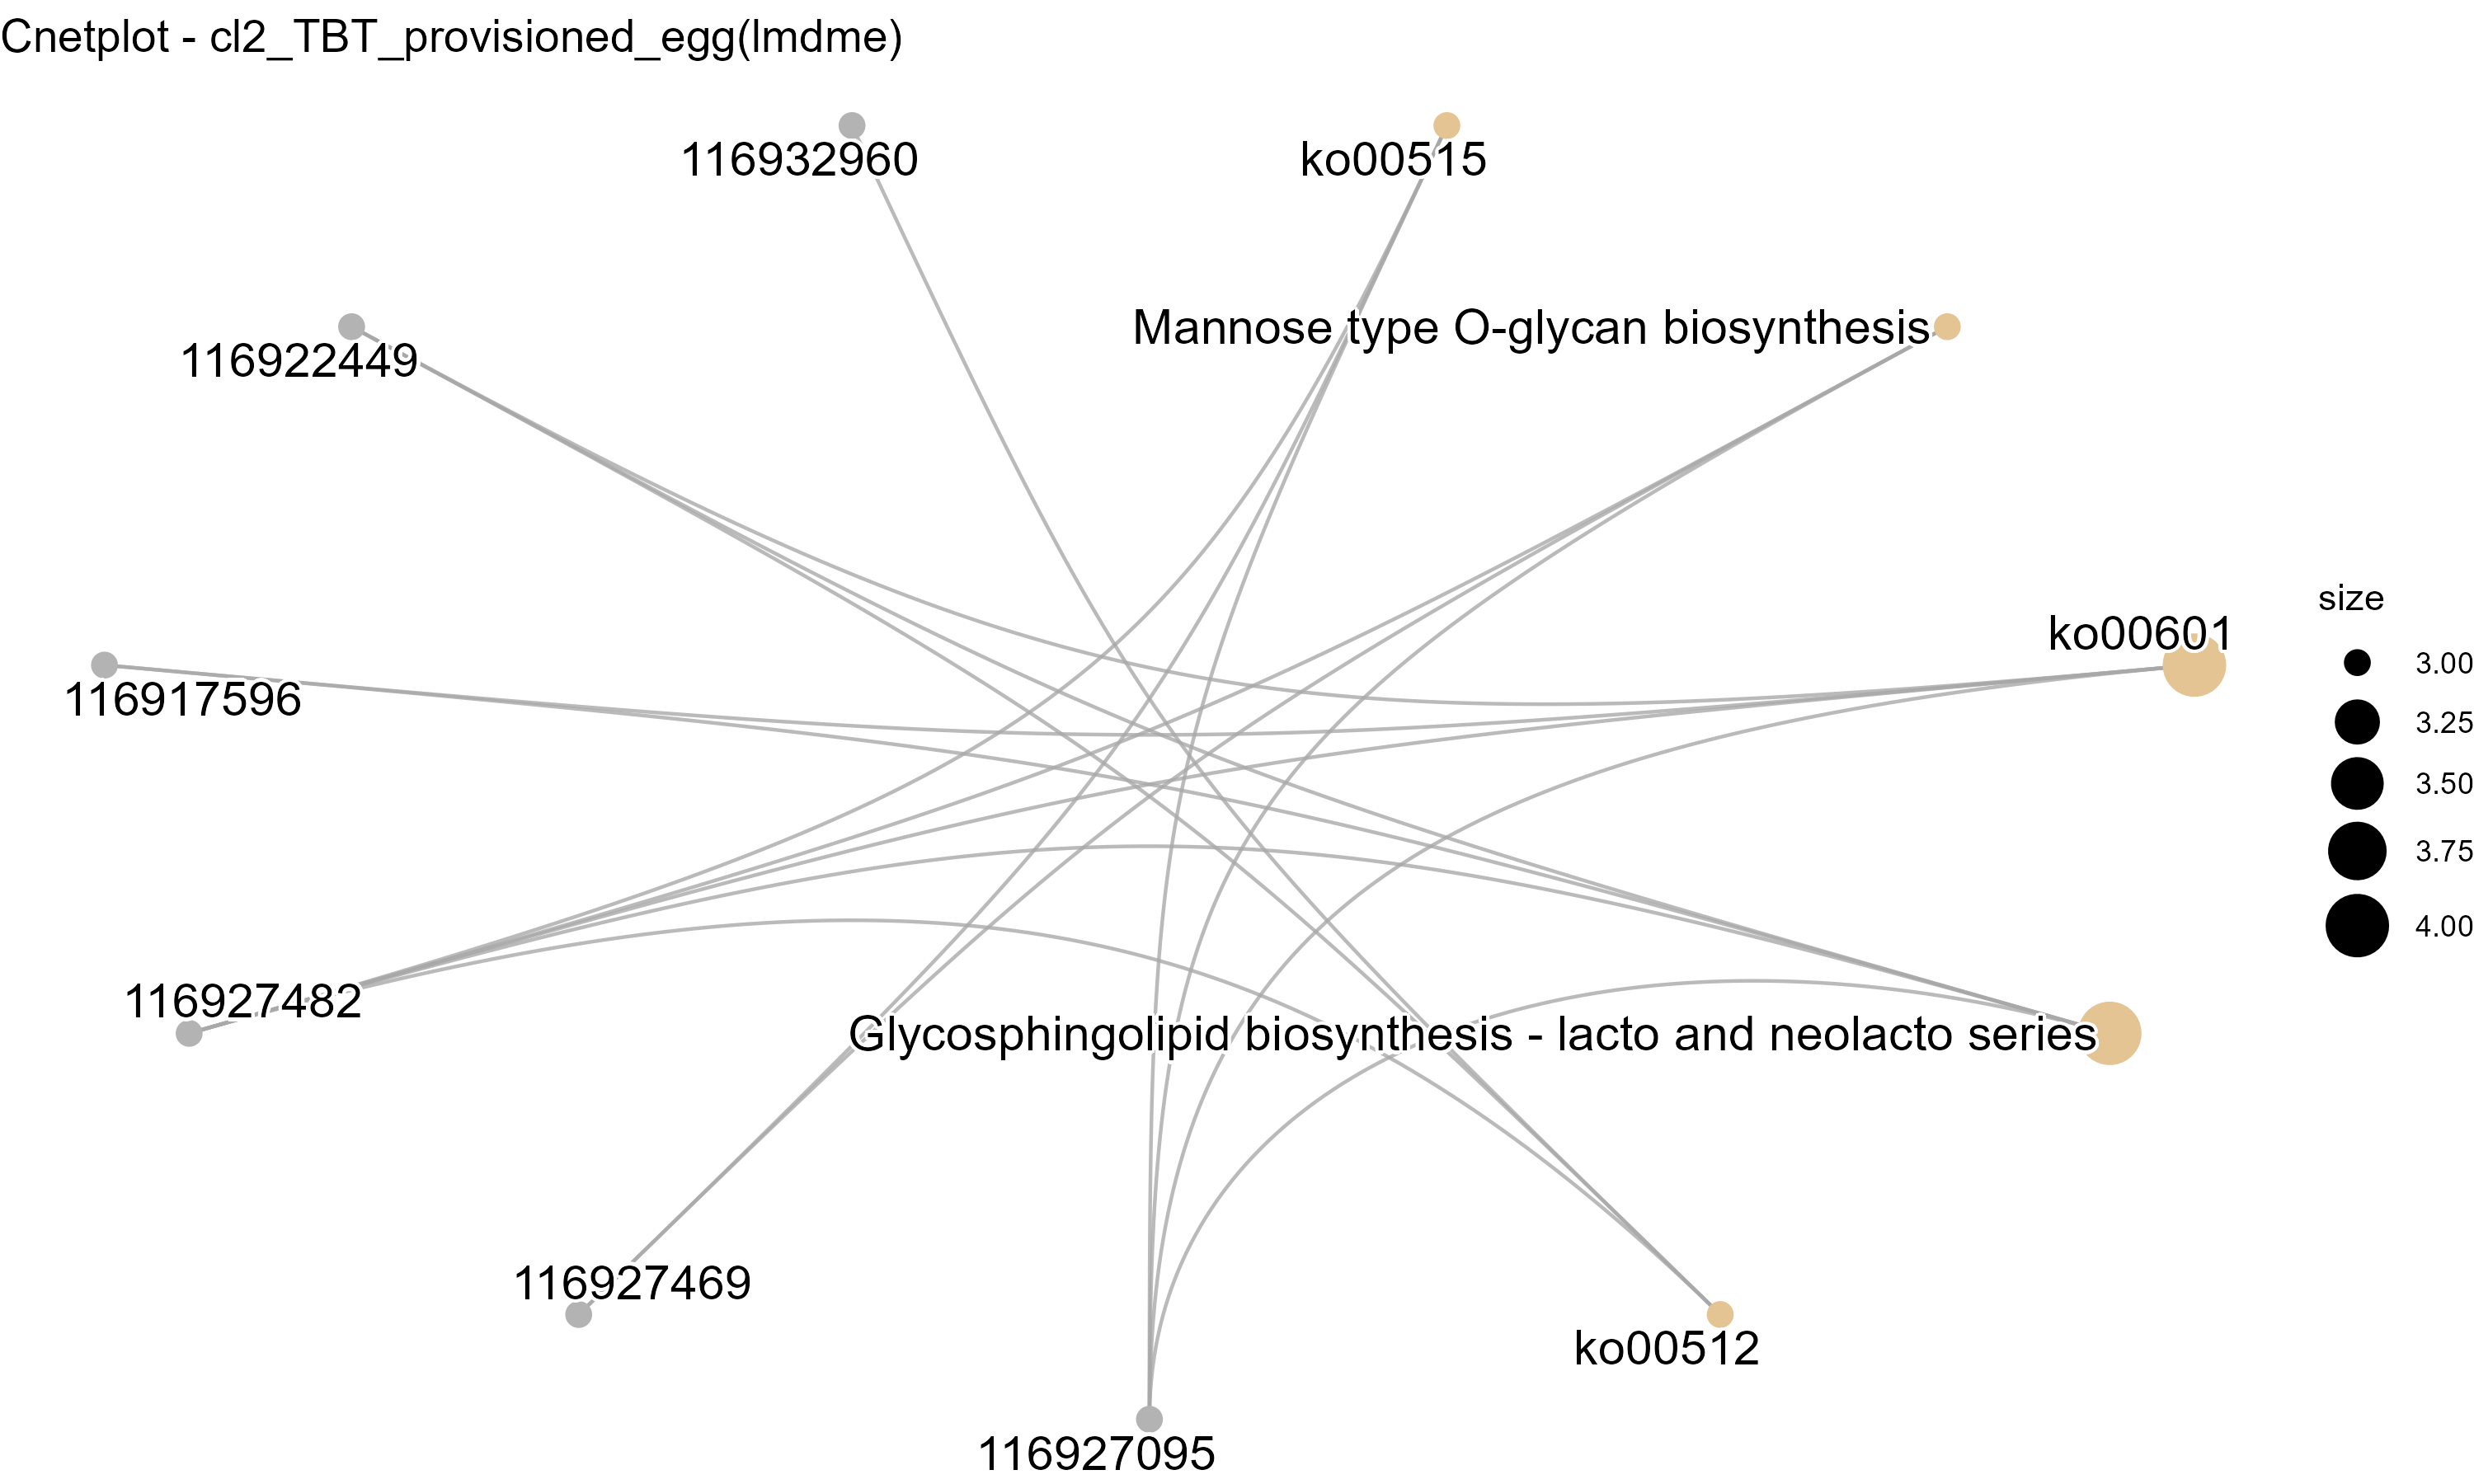 Cnetplot - cl2_TBT_provisioned_egg(lmdme)
116932960
ko00515
Mannose type O-glycan biosynthesis
116922449
ko00601
size
3.00
3.25
3.50
3.75
4.00
116917596
116927482
Glycosphingolipid biosynthesis - lacto and neolacto series
116927469
ko00512
116927095